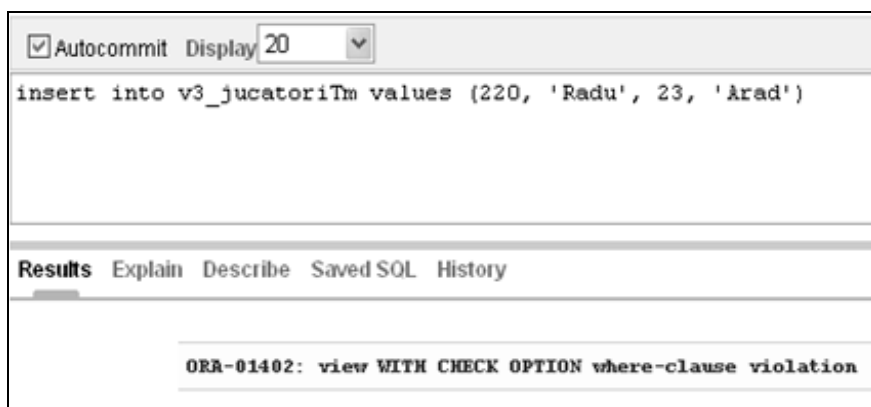 Autocommit Display 20
insert into v3_jucatoriTm values (220, 'Radu', 23, 'Arad')
Results Explain Describe Saved SQL History
ORA-01402: view WITH CHECK OPTION where-clause violation